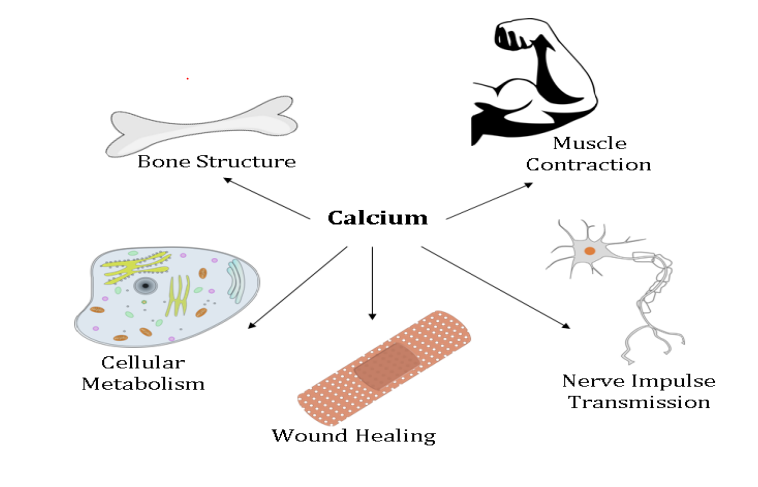 Muscle
Contraction
Bone Structure
Calcium
Cellular
Metabolism
Nerve Impulse
Transmission
Wound Healing